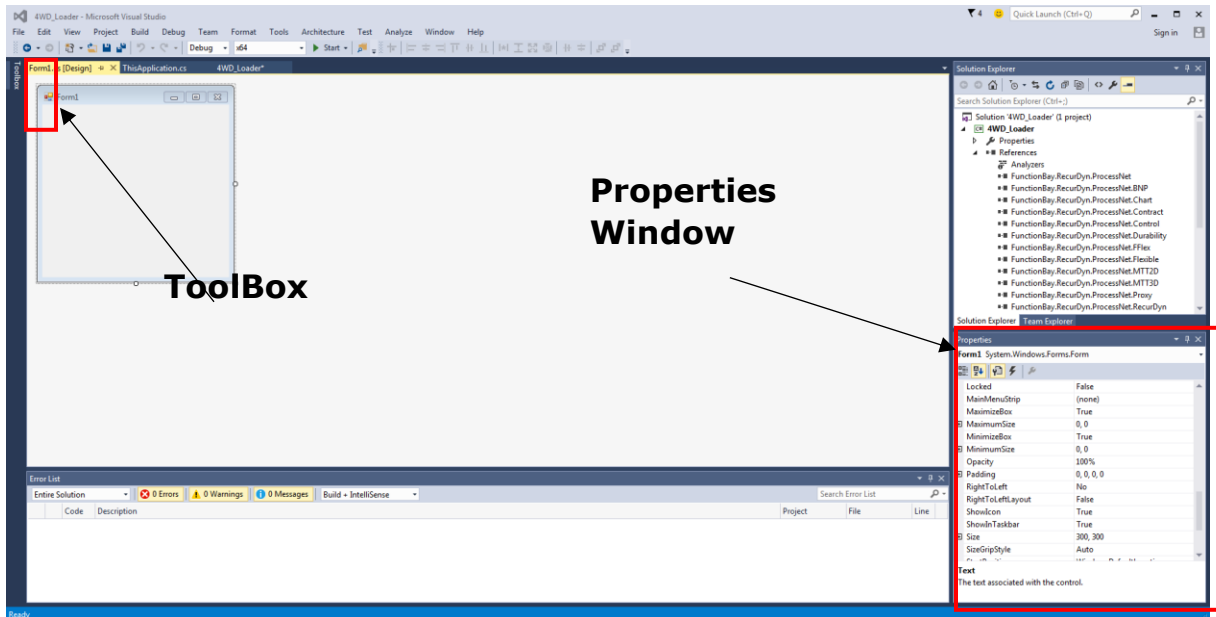 4WD_Loader - Microsoft Visual Studio
4
Quick Launch (Ctrl+Q)
File Edit View Project Build Debug Team Format Tools Architecture Test Analyze Window Help
Sign in
Debug x64 Start
Toolbox
Form1.cs [Design] ThisApplication.cs 4WD_Loader*
Form1
ToolBox
Properties
Window
Solution Explorer
Search Solution Explorer (Ctrl+;)
Solution '4WD_Loader' (1 project)
4WD_Loader
Properties
References
Analyzers
FunctionBay.RecurDyn.ProcessNet
FunctionBay.RecurDyn.ProcessNet.BNP
FunctionBay.RecurDyn.ProcessNet.Chart
FunctionBay.RecurDyn.ProcessNet.Contract
FunctionBay.RecurDyn.ProcessNet.Control
FunctionBay.RecurDyn.ProcessNet.Durability
FunctionBay.RecurDyn.ProcessNet.FFlex
FunctionBay.RecurDyn.ProcessNet.Flexible
FunctionBay.RecurDyn.ProcessNet.MTT2D
FunctionBay.RecurDyn.ProcessNet.MTT3D
FunctionBay.RecurDyn.ProcessNet.Proxy
FunctionBay.RecurDyn.ProcessNet.RecurDyn
Solution Explorer Team Explorer
Properties
Form1 System.Windows.Forms.Form
Locked False
MainMenuStrip (none)
MaximizeBox True
MaximumSize 0, 0
MinimizeBox True
MinimumSize 0, 0
Opacity 100%
Padding 0, 0, 0, 0
RightToLeft No
RightToLeftLayout False
ShowIcon True
ShowInTaskbar True
Size 300, 300
SizeGripStyle Auto
Text
The text associated with the control.
Error List
Entire Solution 0 Errors 0 Warnings 0 Messages Build + IntelliSense Search Error List
Code Description Project File Line
Ready